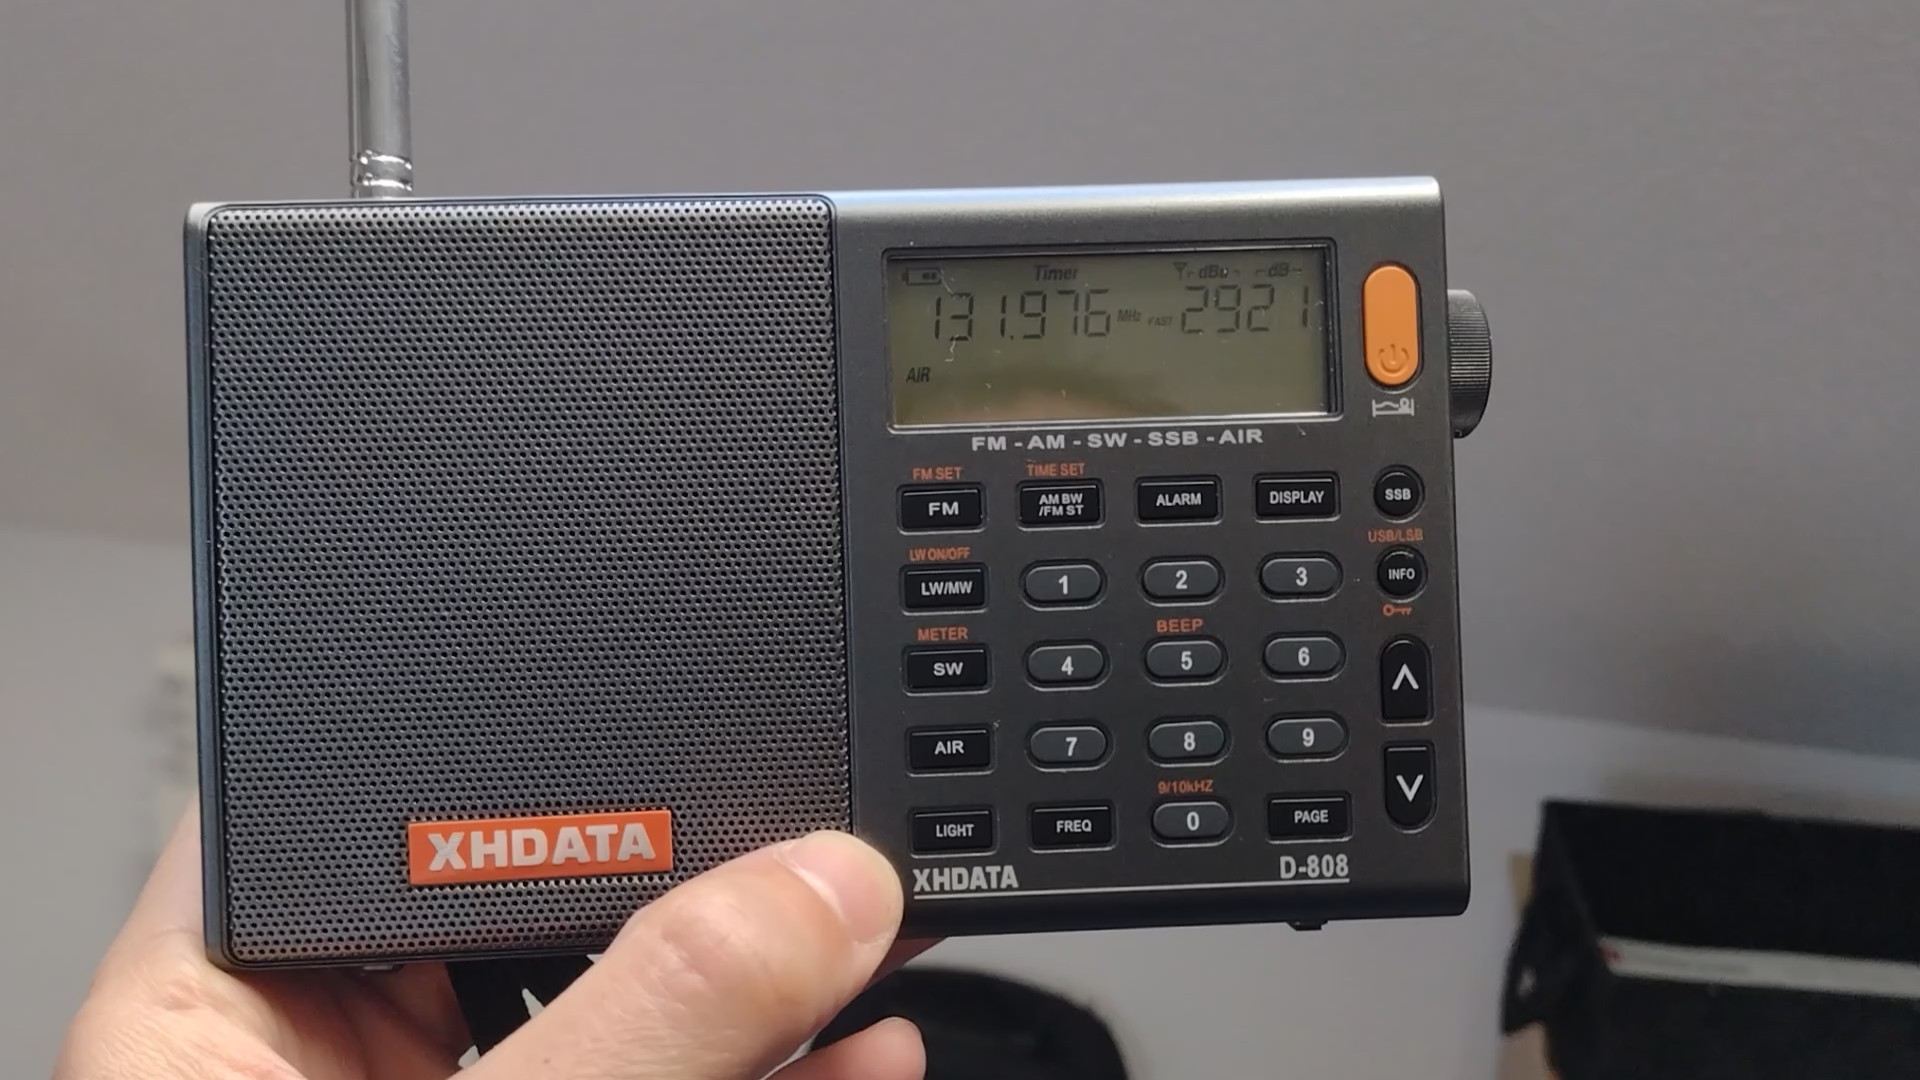 Timer dBu dB
131.976 MHz FAST 2921
AIR
FM - AM - SW - SSB - AIR
FM SET TIME SET
FM AM BW /FM ST ALARM DISPLAY SSB
LW ON/OFF USB/LSB
LW/MW 1 2 3 INFO
METER BEEP
SW 4 5 6
AIR 7 8 9
9/10kHZ
LIGHT FREQ 0 PAGE
XHDATA D-808
XHDATA